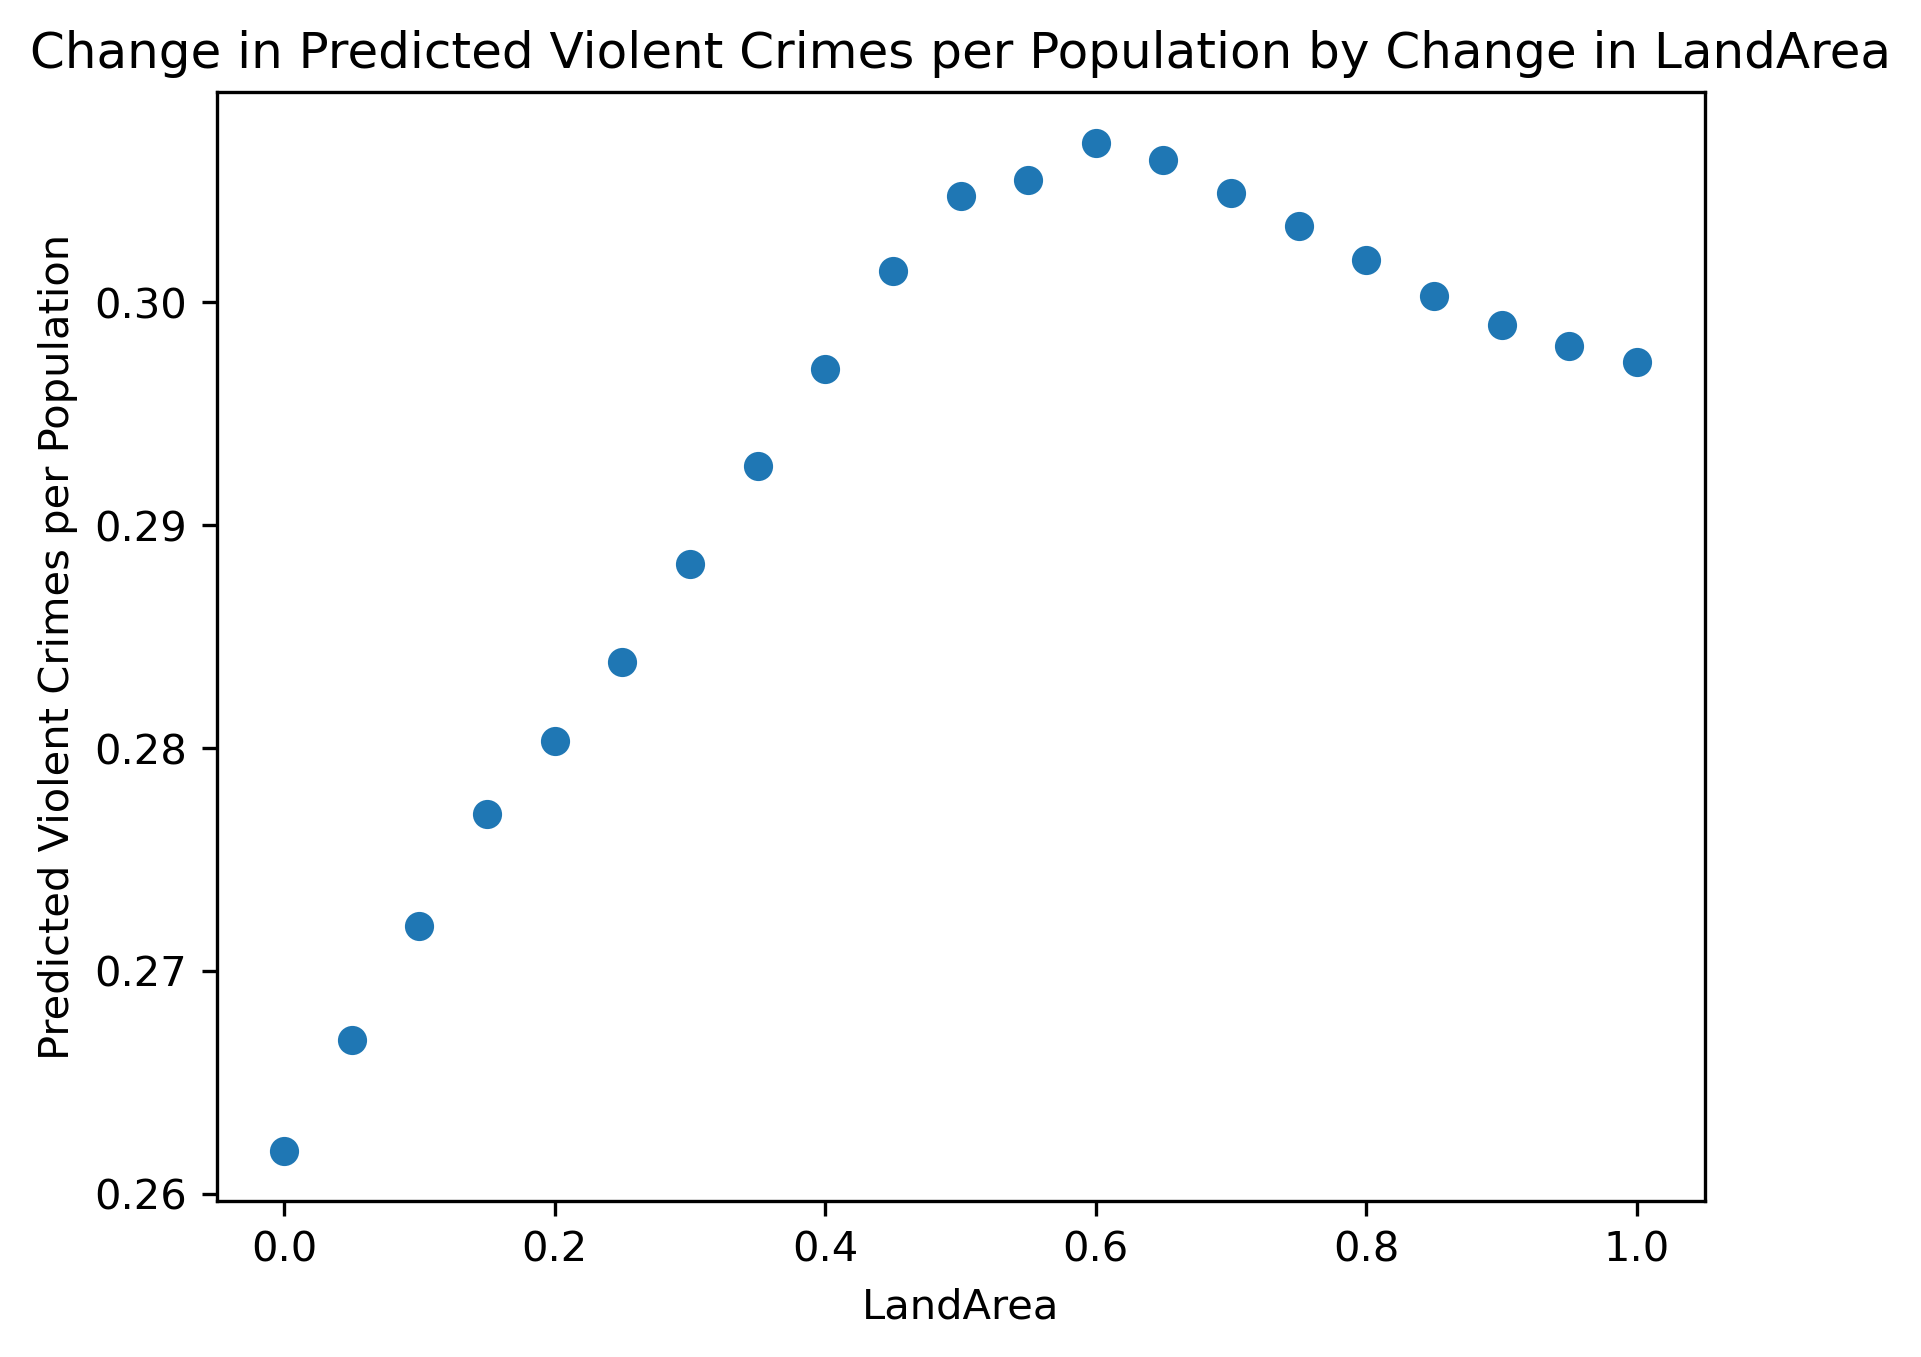 Change in Predicted Violent Crimes per Population by Change in LandArea
Predicted Violent Crimes per Population
0.30
0.29
0.28
0.27
0.26
0.0 0.2 0.4 0.6 0.8 1.0
LandArea